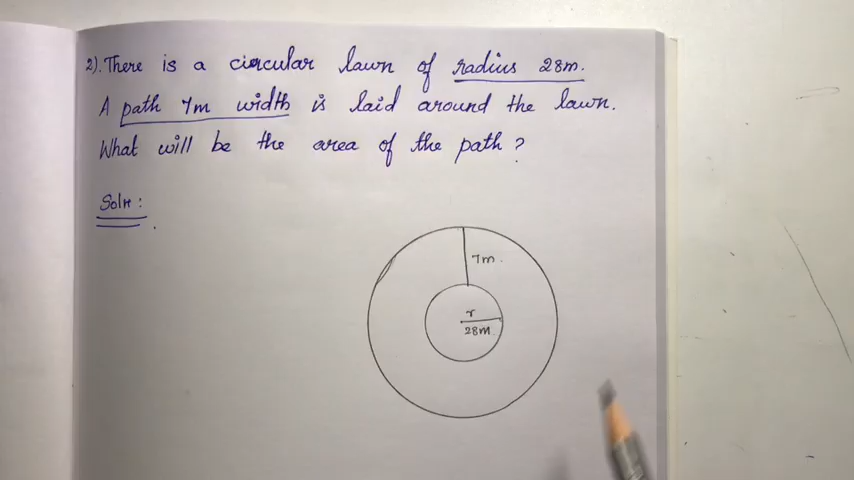 2). There is a circular lawn of radius 28m.
A path 7m width is laid around the lawn.
What will be the area of the path ?
Soln :
7m
r
28m